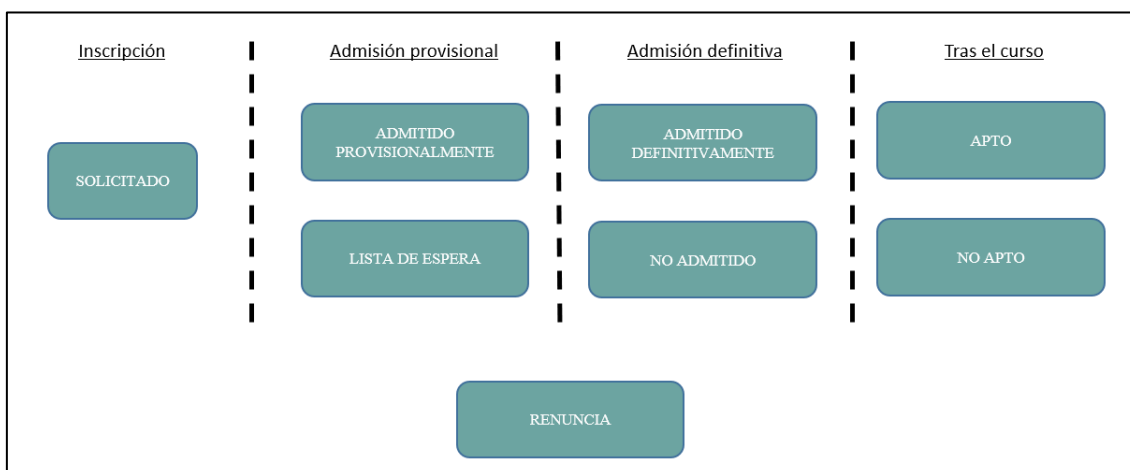 Inscripción
Admisión provisional
Admisión definitiva
Tras el curso
SOLICITADO
ADMITIDO
PROVISIONALMENTE
LISTA DE ESPERA
ADMITIDO
DEFINITIVAMENTE
NO ADMITIDO
APTO
NO APTO
RENUNCIA